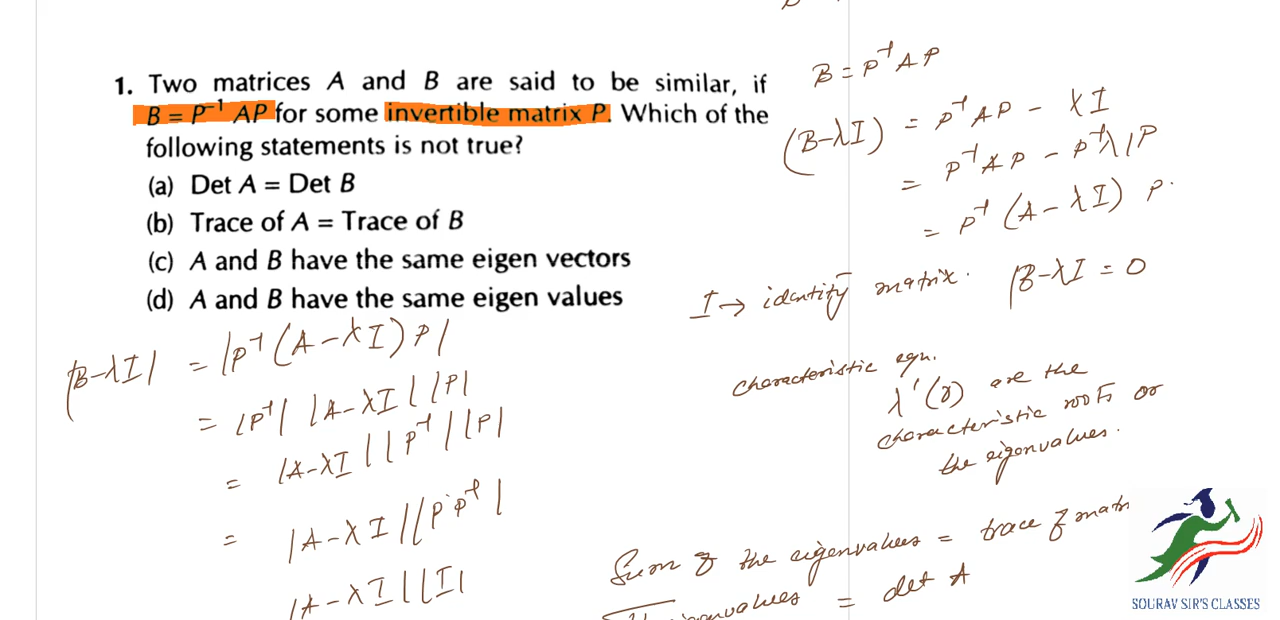 1. Two matrices A and B are said to be similar, if
B = P⁻¹ AP for some invertible matrix P. Which of the
following statements is not true?
(a) Det A = Det B
(b) Trace of A = Trace of B
(c) A and B have the same eigen vectors
(d) A and B have the same eigen values
B = P⁻¹AP
(B-λI) = P⁻¹AP - λI
= P⁻¹AP - P⁻¹λIP
= P⁻¹ (A-λI) P.
I → identity matrix. |B-λI = 0
characteristic eqn.
are the
characteristic roots or
the eigenvalues.
|B-λI| = |P⁻¹(A-λI)P|
= |P⁻¹| |A-λI| |P|
= |A-λI| |P⁻¹| |P|
= |A-λI| |P P⁻¹|
|A-λI| |I|
Sum of the eigenvalues = trace of matr
= det A
SOURAV SIR'S CLASSES